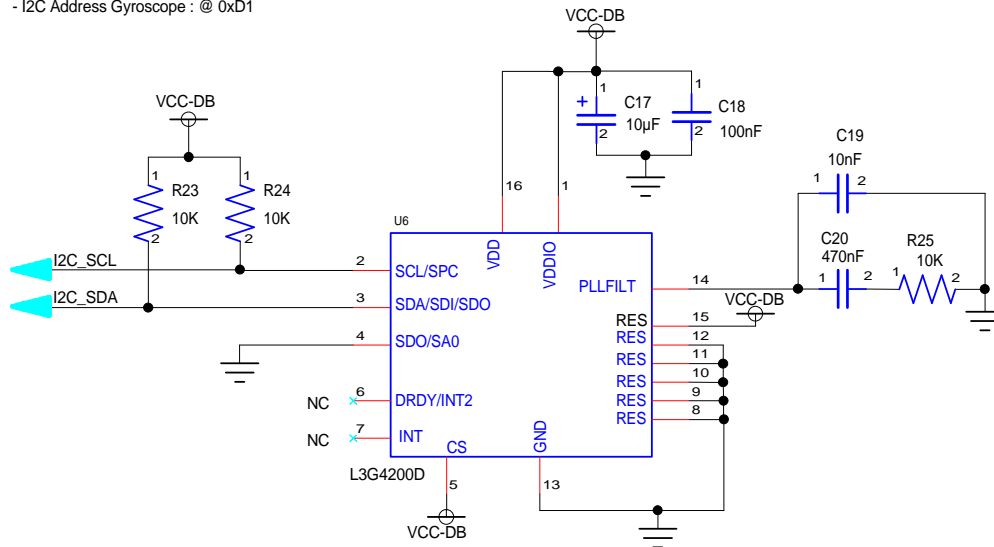 - I2C Address Gyroscope : @ 0xD1
VCC-DB
1
+
C17
10µF
2
1
C18
100nF
2
VCC-DB
1
R23
10K
2
1
R24
10K
2
16
1
C19
10nF
1
2
C20
470nF
1
2
R25
10K
1
2
U6
VDD
VDDIO
I2C_SCL
2
SCL/SPC
I2C_SDA
3
SDA/SDI/SDO
4
SDO/SA0
PLLFILT
14
VCC-DB
RES
15
RES
12
RES
11
RES
10
RES
9
RES
8
NC
6
DRDY/INT2
NC
7
INT
CS
GND
L3G4200D
5
13
VCC-DB